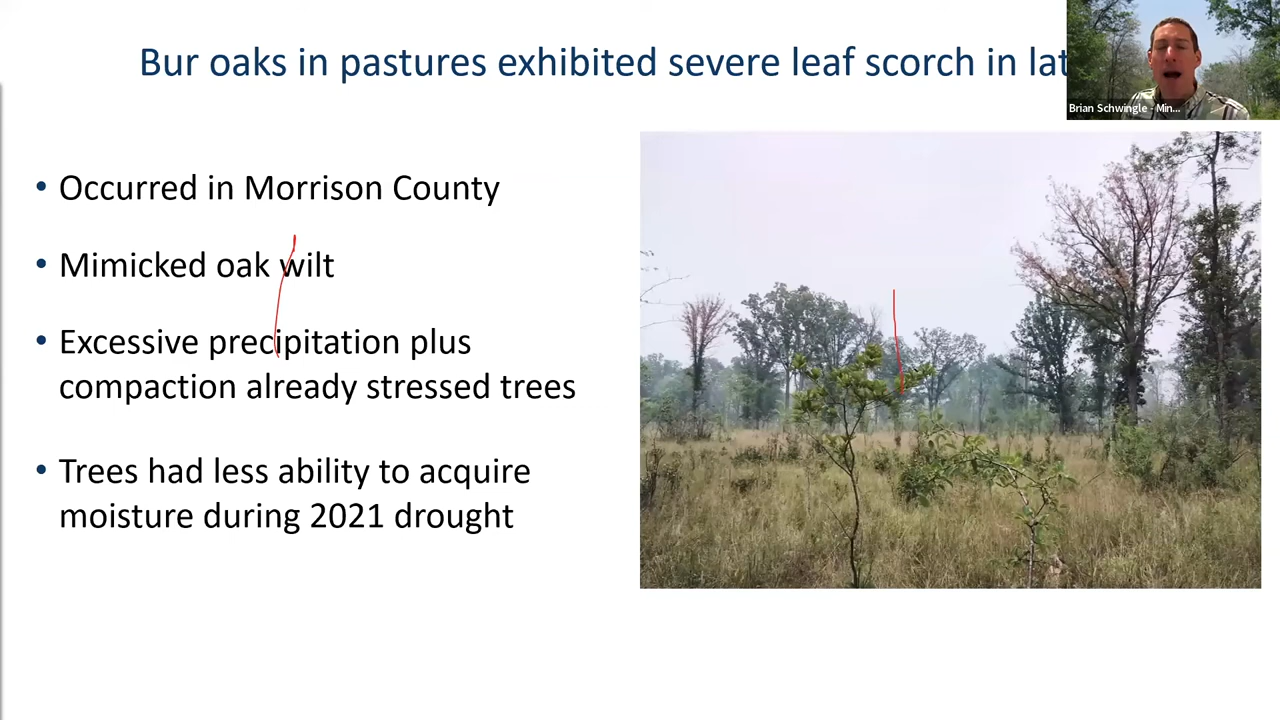 Bur oaks in pastures exhibited severe leaf scorch in lat
Brian Schwingle - Min...
• Occurred in Morrison County
• Mimicked oak wilt
• Excessive precipitation plus
compaction already stressed trees
• Trees had less ability to acquire
moisture during 2021 drought